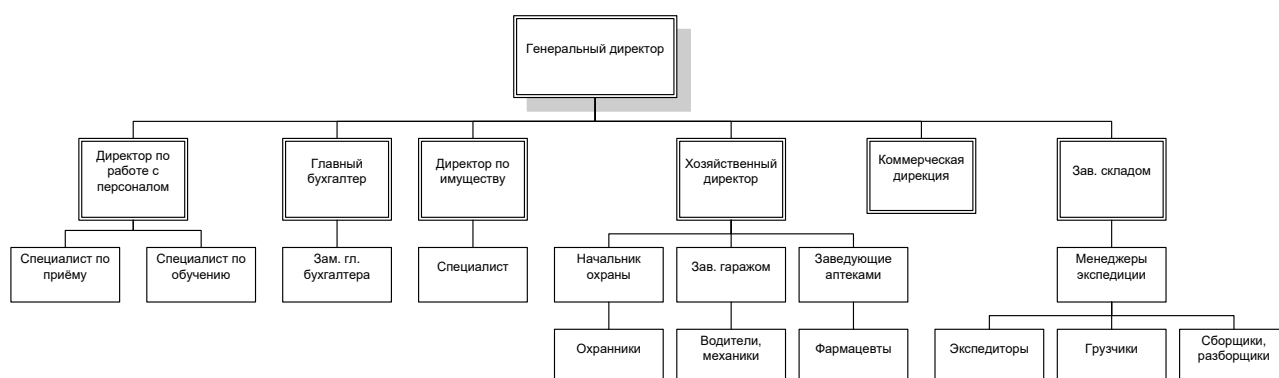 Генеральный директор
Директор по
работе с
персоналом
Главный
бухгалтер
Директор по
имуществу
Хозяйственный
директор
Коммерческая
дирекция
Зав. складом
Специалист по
приёму
Специалист по
обучению
Зам. гл.
бухгалтера
Специалист
Начальник
охраны
Зав. гаражом
Заведующие
аптеками
Менеджеры
экспедиции
Охранники
Водители,
механики
Фармацевты
Экспедиторы
Грузчики
Сборщики,
разборщики